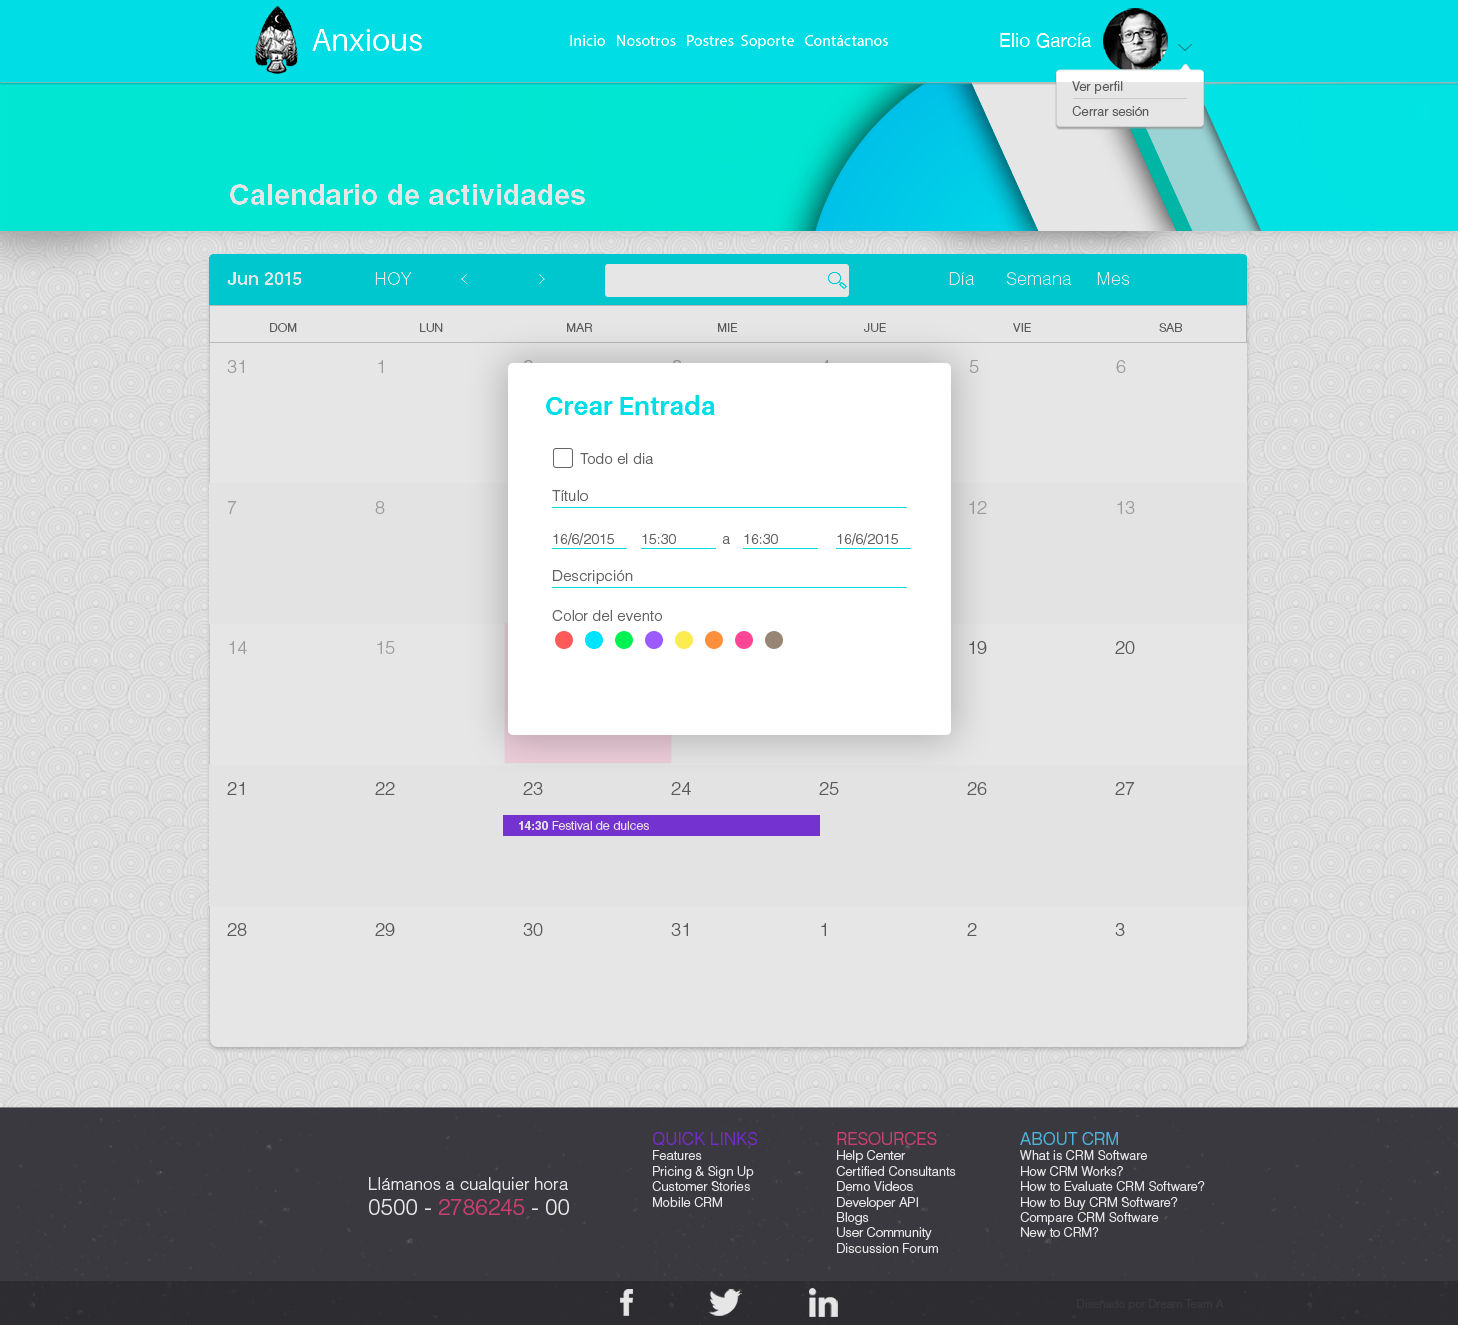 Anxious
Inicio Nosotros Postres Soporte Contáctanos
Elio García
Ver perfil
Cerrar sesión
Calendario de actividades
Jun 2015 HOY < > Día Semana Mes
DOM LUN MAR MIE JUE VIE SAB
31 1 5 6
Crear Entrada
Todo el dia
Título
7 8 12 13
16/6/2015 15:30 a 16:30 16/6/2015
Descripción
Color del evento
14 15 19 20
21 22 23 24 25 26 27
14:30 Festival de dulces
28 29 30 31 1 2 3
Llámanos a cualquier hora
0500 - 2786245 - 00
QUICK LINKS
Features
Pricing & Sign Up
Customer Stories
Mobile CRM
RESOURCES
Help Center
Certified Consultants
Demo Videos
Developer API
Blogs
User Community
Discussion Forum
ABOUT CRM
What is CRM Software
How CRM Works?
How to Evaluate CRM Software?
How to Buy CRM Software?
Compare CRM Software
New to CRM?
Diseñado por Dream Team A